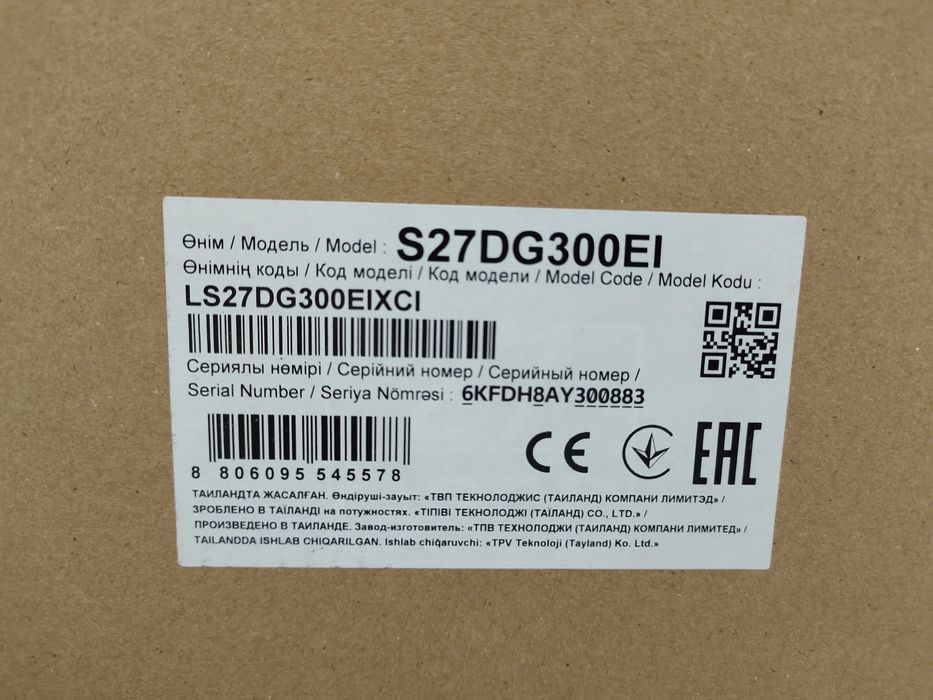 Өнім / Модель / Model : S27DG300EI
Өнімнің коды / Код моделі / Код модели / Model Code / Model Kodu :
LS27DG300EIXCI
Сериялы нөмірі / Серійний номер / Серийный номер /
Serial Number / Seriya Nömrəsi : 6KFDH8AY300883
8 806095 545578
CE
EAC
ТАИЛАНДТА ЖАСАЛҒАН. Өндіруші-зауыт: «ТВП ТЕКНОЛОДЖИС (ТАИЛАНД) КОМПАНИ ЛИМИТЭД» /
ЗРОБЛЕНО В ТАЇЛАНДІ на потужностях. «ТІПІВІ ТЕКНОЛОДЖІ (ТАЇЛАНД) CO., LTD.» /
ПРОИЗВЕДЕНО В ТАИЛАНДЕ. Завод-изготовитель: «ТПВ ТЕХНОЛОДЖИ (ТАИЛАНД) КОМПАНИ ЛИМИТЕД» /
TAILANDDA ISHLAB CHIQARILGAN. Ishlab chiqaruvchi: «TPV Teknoloji (Tayland) Ko. Ltd.»